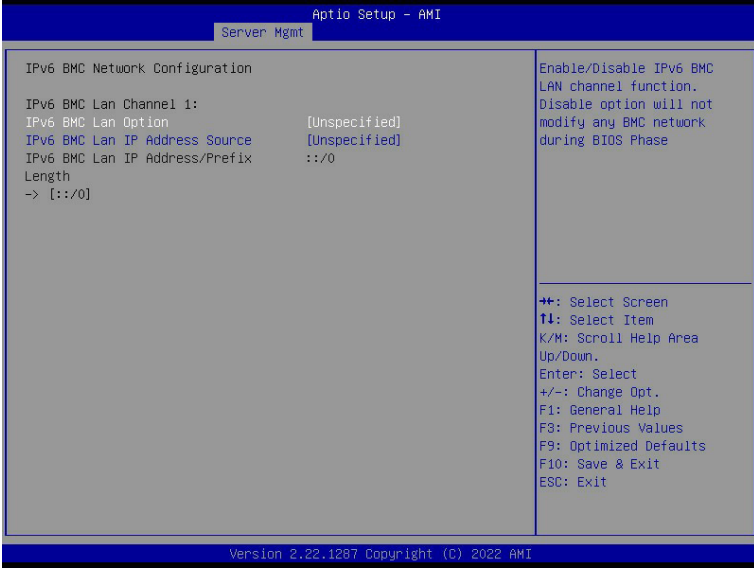 Aptio Setup - AMI
Server Mgmt
IPv6 BMC Network Configuration
IPv6 BMC Lan Channel 1:
IPv6 BMC Lan Option [Unspecified]
IPv6 BMC Lan IP Address Source [Unspecified]
IPv6 BMC Lan IP Address/Prefix ::/0
Length
-> [::/0]
Enable/Disable IPv6 BMC
LAN channel function.
Disable option will not
modify any BMC network
during BIOS Phase
→←: Select Screen
↑↓: Select Item
K/M: Scroll Help Area
Up/Down.
Enter: Select
+/-: Change Opt.
F1: General Help
F3: Previous Values
F9: Optimized Defaults
F10: Save & Exit
ESC: Exit
Version 2.22.1287 Copyright (C) 2022 AMI